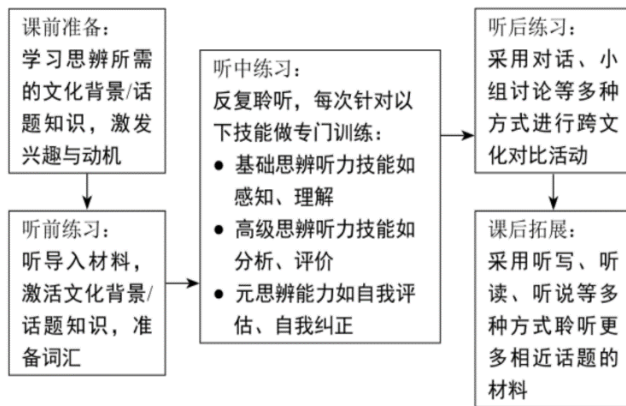 课前准备：
学习思辨所需
的文化背景/话
题知识，激发
兴趣与动机
听前练习：
听导入材料，
激活文化背景/
话题知识，准
备词汇
听中练习：
反复聆听，每次针对以
下技能做专门训练：
● 基础思辨听力技能如
感知、理解
● 高级思辨听力技能如
分析、评价
● 元思辨能力如自我评
估、自我纠正
听后练习：
采用对话、小
组讨论等多种
方式进行跨文
化对比活动
课后拓展：
采用听写、听
读、听说等多
种方式聆听更
多相近话题的
材料